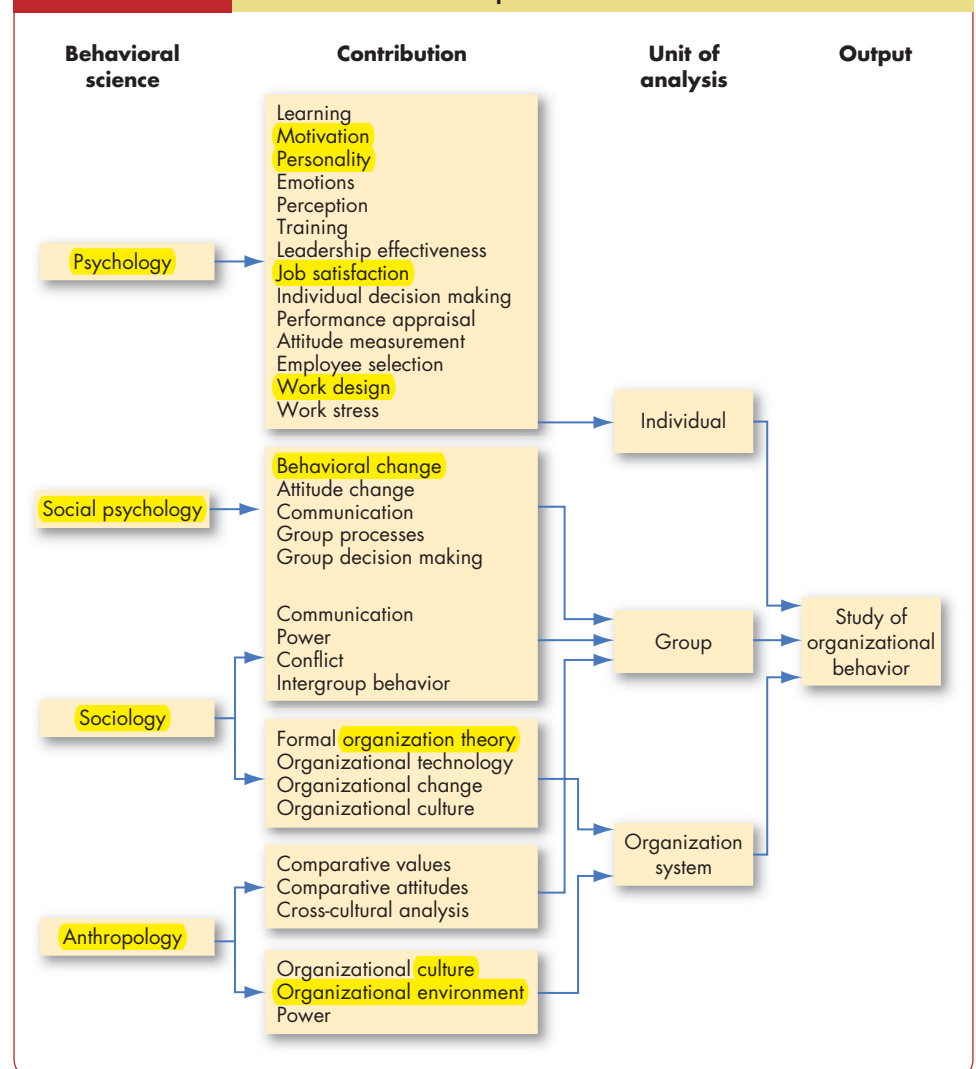 Behavioral
science
Contribution
Unit of
analysis
Output
Psychology
Learning
Motivation
Personality
Emotions
Perception
Training
Leadership effectiveness
Job satisfaction
Individual decision making
Performance appraisal
Attitude measurement
Employee selection
Work design
Work stress
Individual
Social psychology
Behavioral change
Attitude change
Communication
Group processes
Group decision making
Communication
Power
Conflict
Intergroup behavior
Group
Study of
organizational
behavior
Sociology
Formal organization theory
Organizational technology
Organizational change
Organizational culture
Organization
system
Anthropology
Comparative values
Comparative attitudes
Cross-cultural analysis
Organizational culture
Organizational environment
Power